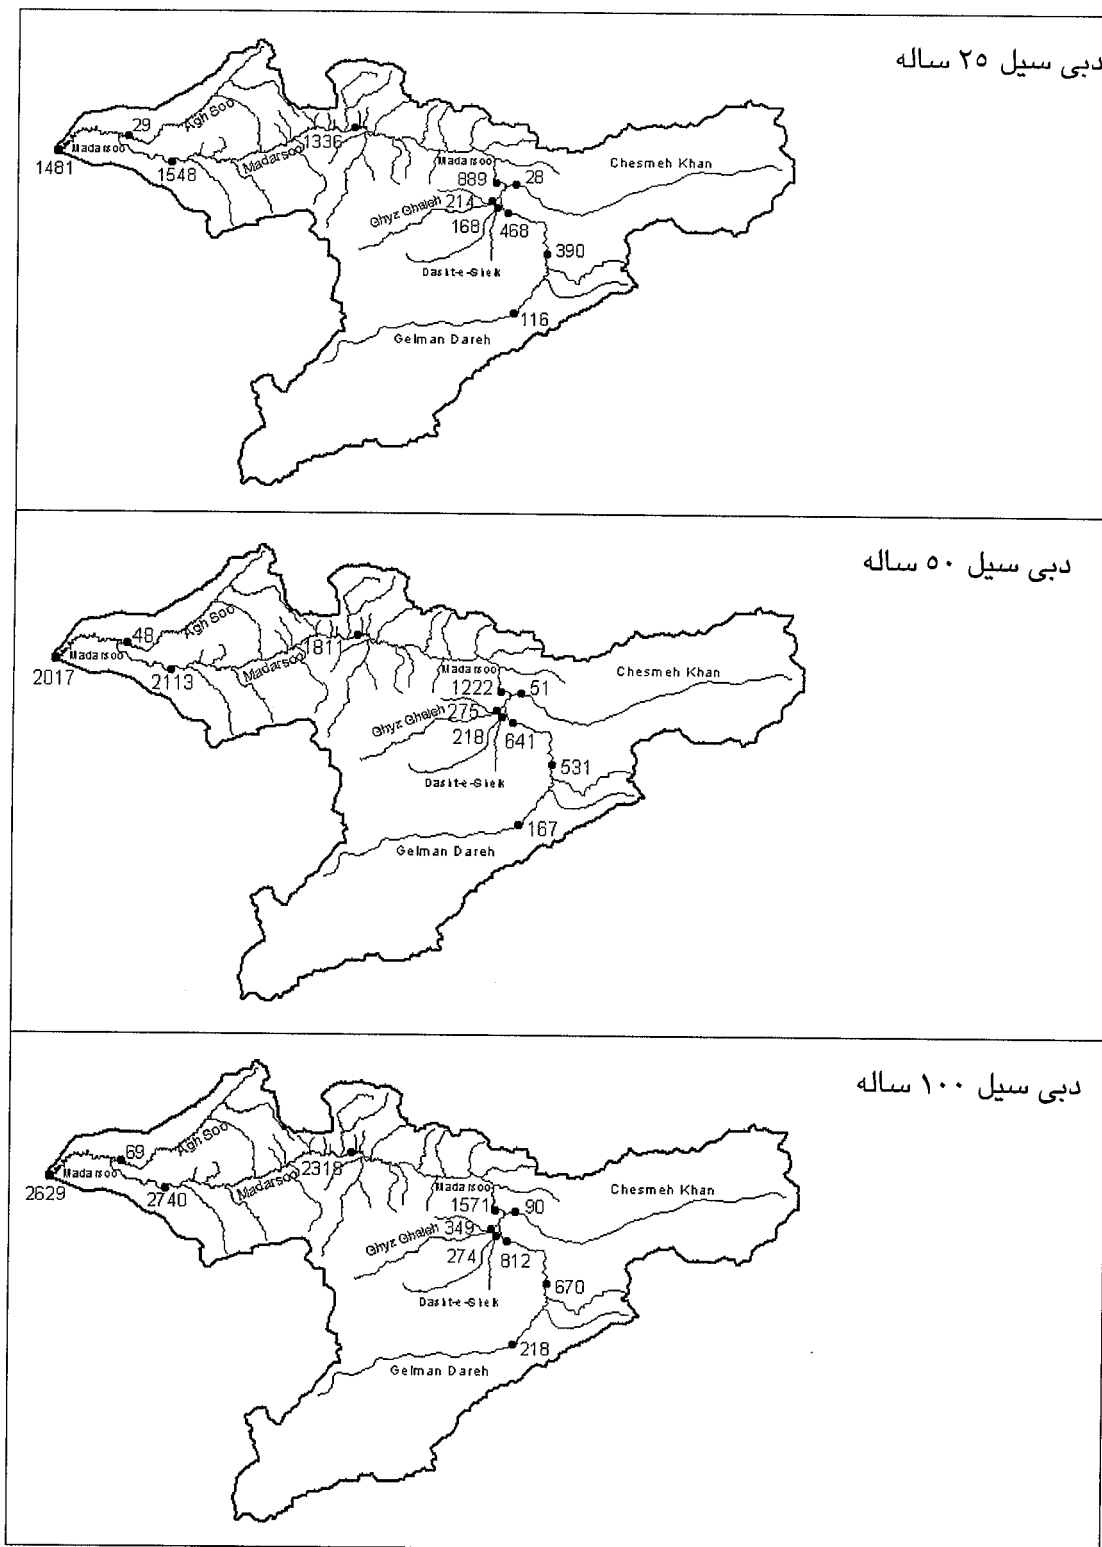 دبی سیل ۲۵ ساله
Agh Soo
29
Madarsoo
1481
1548
Madarsoo
1336
Madarsoo
889
28
Chesmeh Khan
214
Ghyz Ghaleh
168
468
390
Dasht-e-Sheik
116
Gelman Dareh
دبی سیل ۵۰ ساله
Agh Soo
48
Madarsoo
2017
2113
Madarsoo
1811
Madarsoo
1222
51
Chesmeh Khan
275
Ghyz Ghaleh
218
641
531
Dasht-e-Sheik
167
Gelman Dareh
دبی سیل ۱۰۰ ساله
Agh Soo
69
Madarsoo
2629
2740
Madarsoo
2318
Madarsoo
1571
90
Chesmeh Khan
349
Ghyz Ghaleh
274
812
670
Dasht-e-Sheik
218
Gelman Dareh